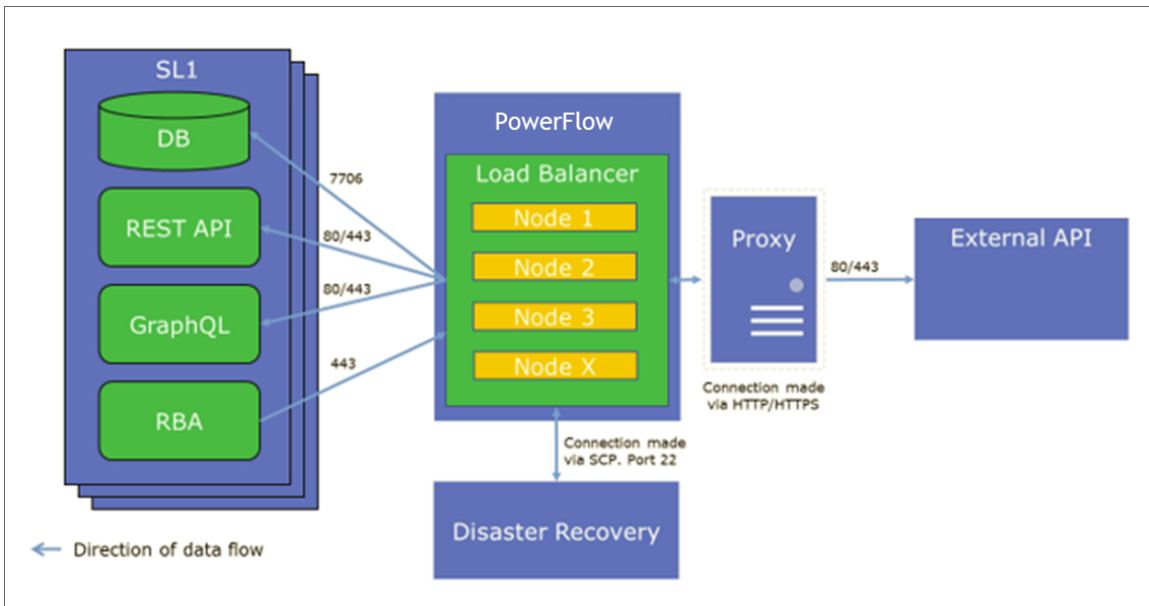 SL1
DB
REST API
GraphQL
RBA
7706
80/443
80/443
443
PowerFlow
Load Balancer
Node 1
Node 2
Node 3
Node X
Proxy
Connection made
via HTTP/HTTPS
80/443
External API
Connection made
via SCP. Port 22
Disaster Recovery
Direction of data flow